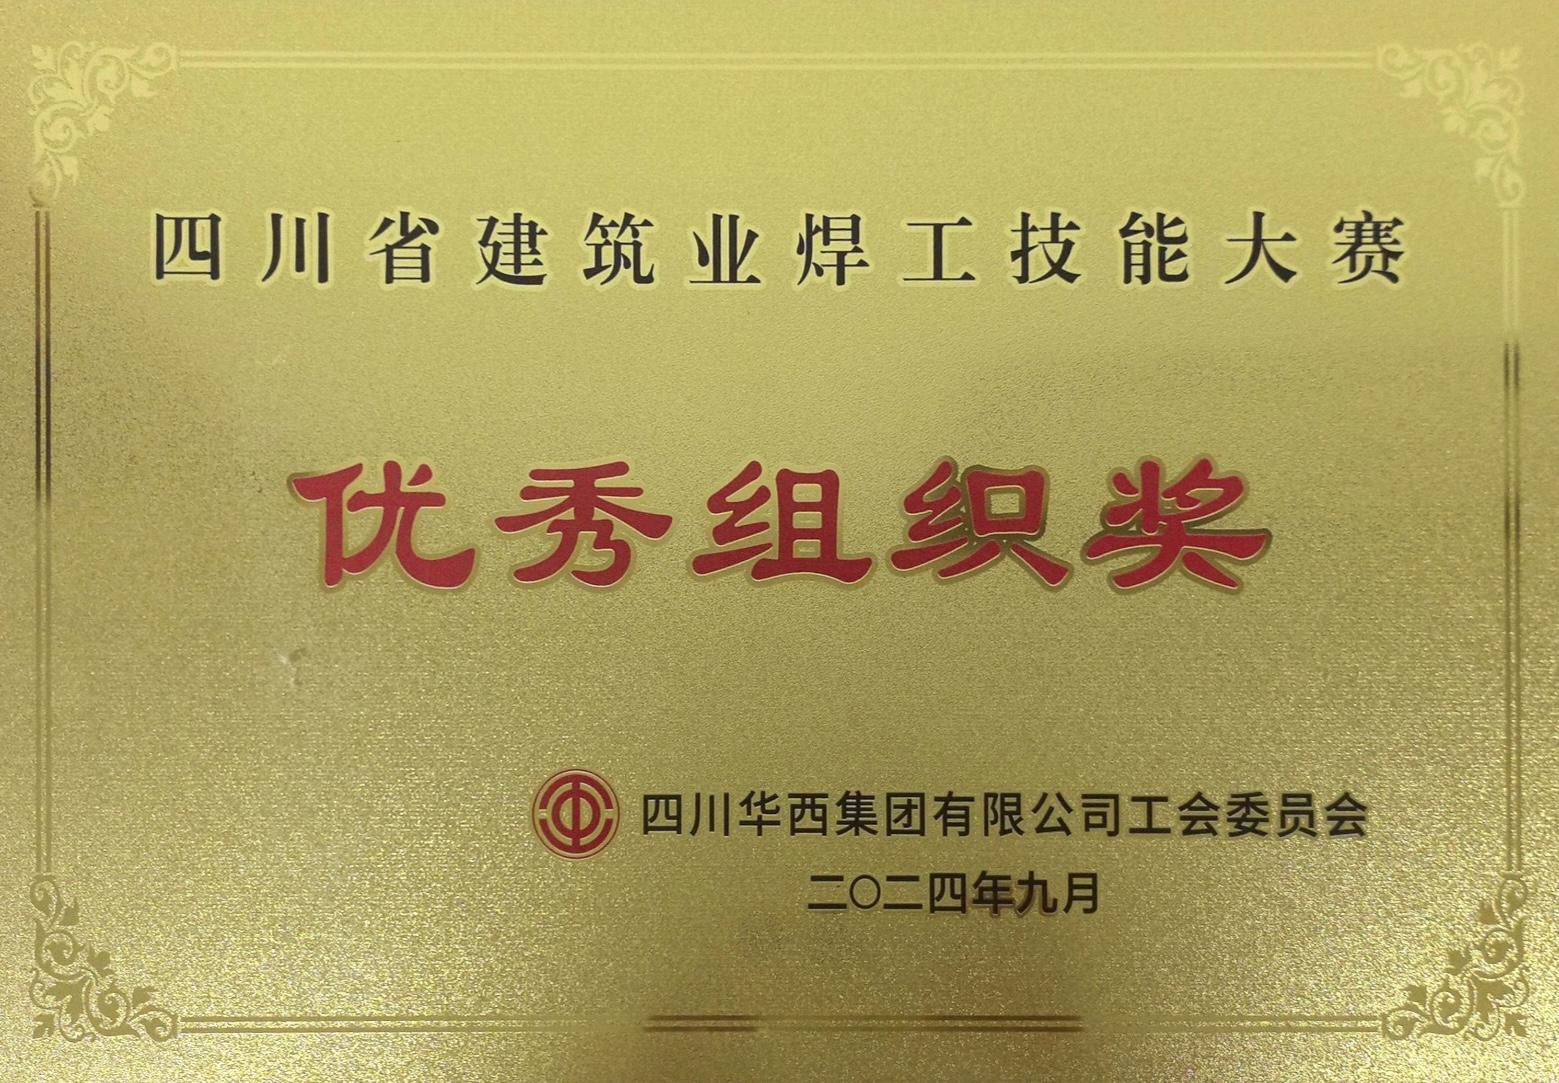 四川省建筑业焊工技能大赛
优秀组织奖
四川华西集团有限公司工会委员会
二〇二四年九月